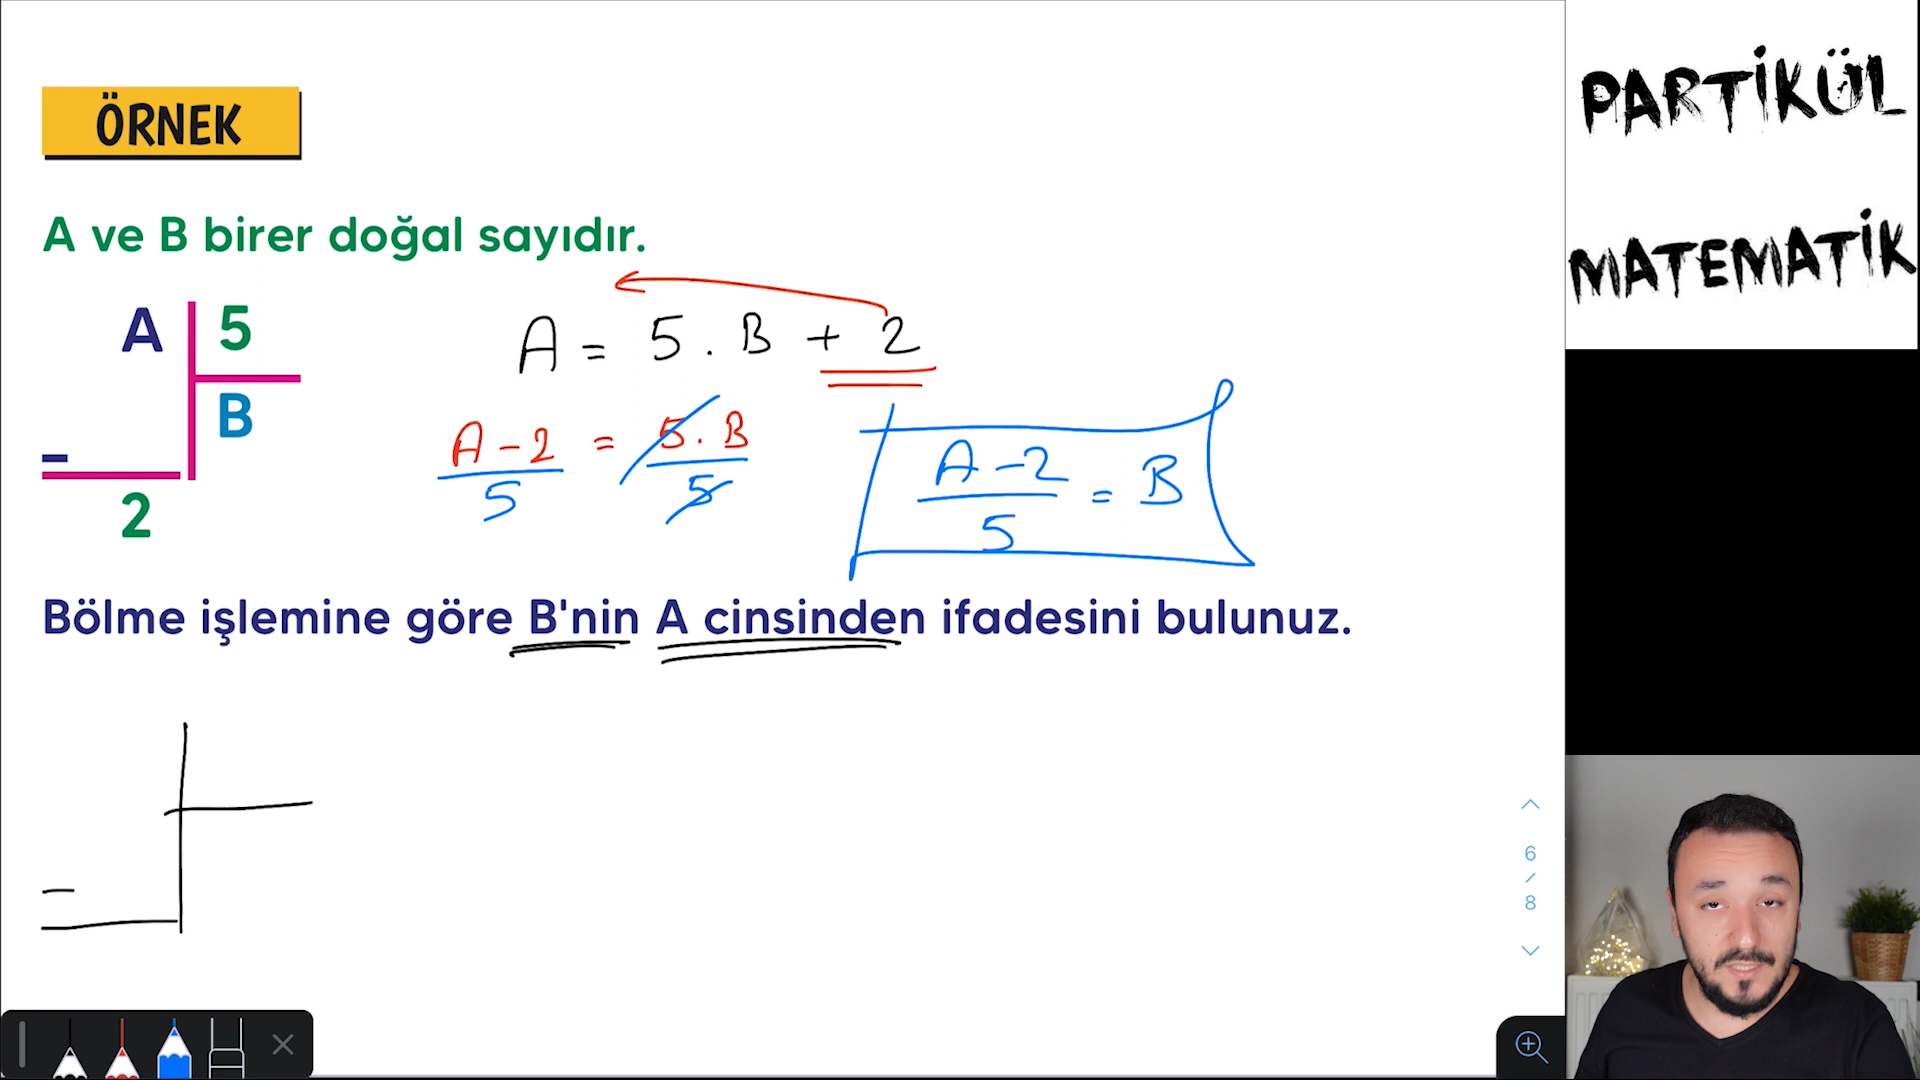 ÖRNEK
A ve B birer doğal sayıdır.
A 5
B
-
2
A = 5 . B + 2
A - 2 = 5 . B
5 5
A - 2 = B
5
Bölme işlemine göre B'nin A cinsinden ifadesini bulunuz.
PARTİKÜL
MATEMATİK
6
/
8